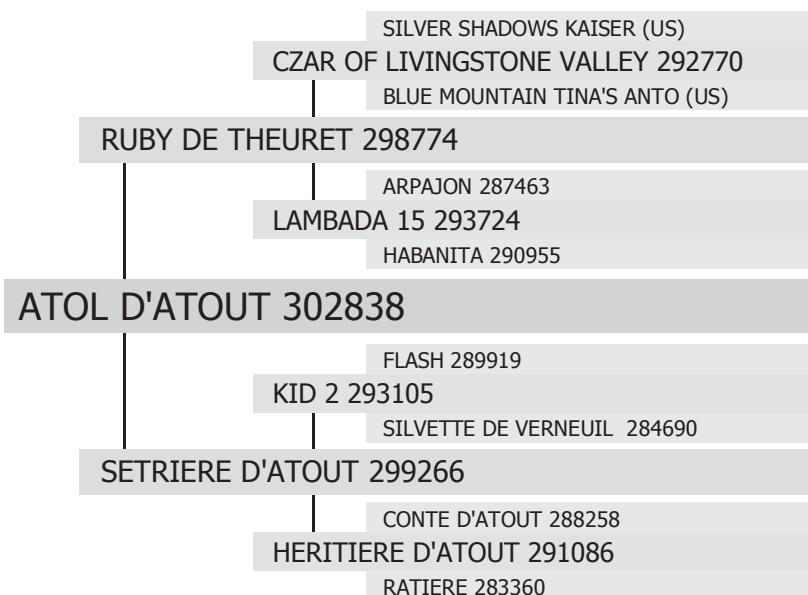 SILVER SHADOWS KAISER (US)
CZAR OF LIVINGSTONE VALLEY 292770
BLUE MOUNTAIN TINA'S ANTO (US)
RUBY DE THEURET 298774
ARPAJON 287463
LAMBADA 15 293724
HABANITA 290955
ATOL D'ATOUT 302838
FLASH 289919
KID 2 293105
SILVETTE DE VERNEUIL 284690
SETRIERE D'ATOUT 299266
CONTE D'ATOUT 288258
HERITIERE D'ATOUT 291086
RATIERE 283360